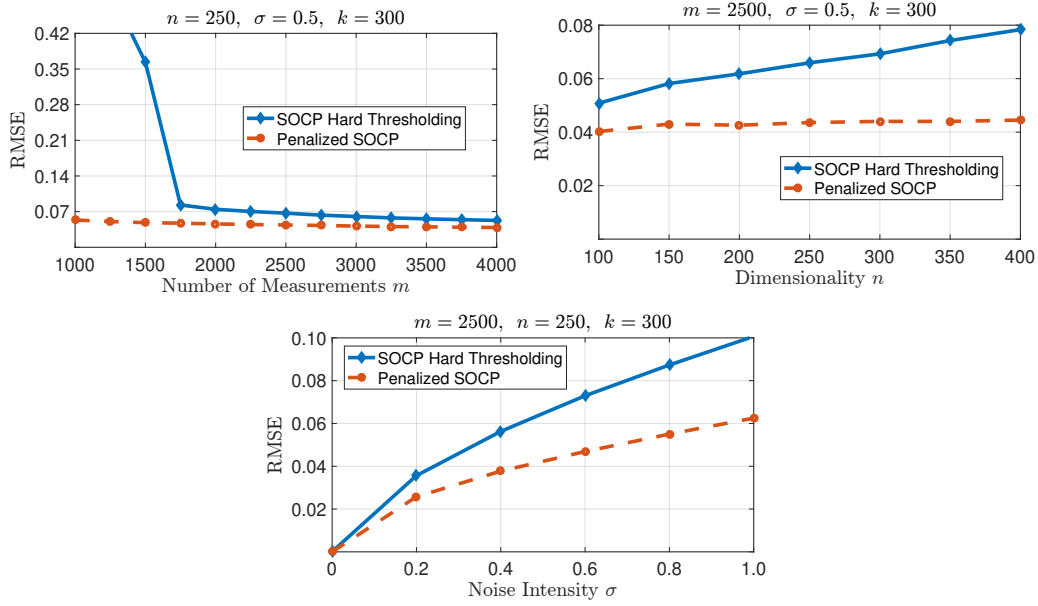 n = 250, σ = 0.5, k = 300
RMSE
0.42
0.35
0.28
0.21
0.14
0.07
SOCP Hard Thresholding
Penalized SOCP
1000 1500 2000 2500 3000 3500 4000
Number of Measurements m
m = 2500, σ = 0.5, k = 300
RMSE
0.08
0.06
0.04
0.02
SOCP Hard Thresholding
Penalized SOCP
100 150 200 250 300 350 400
Dimensionality n
m = 2500, n = 250, k = 300
RMSE
0.10
0.08
0.06
0.04
0.02
SOCP Hard Thresholding
Penalized SOCP
0 0.2 0.4 0.6 0.8 1.0
Noise Intensity σ